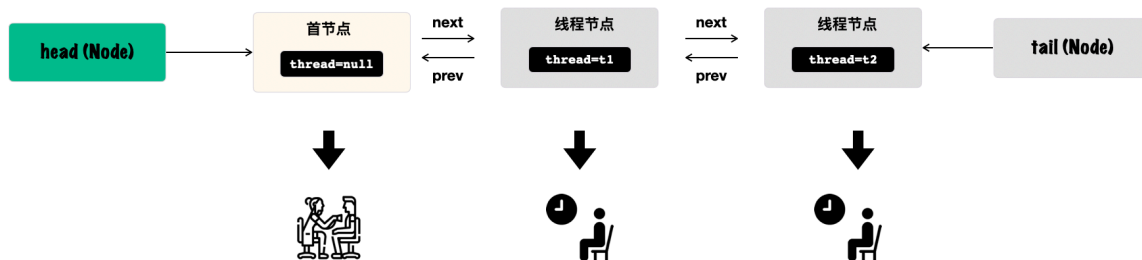 head (Node)
首节点
thread=null
next
prev
线程节点
thread=t1
next
prev
线程节点
thread=t2
tail (Node)